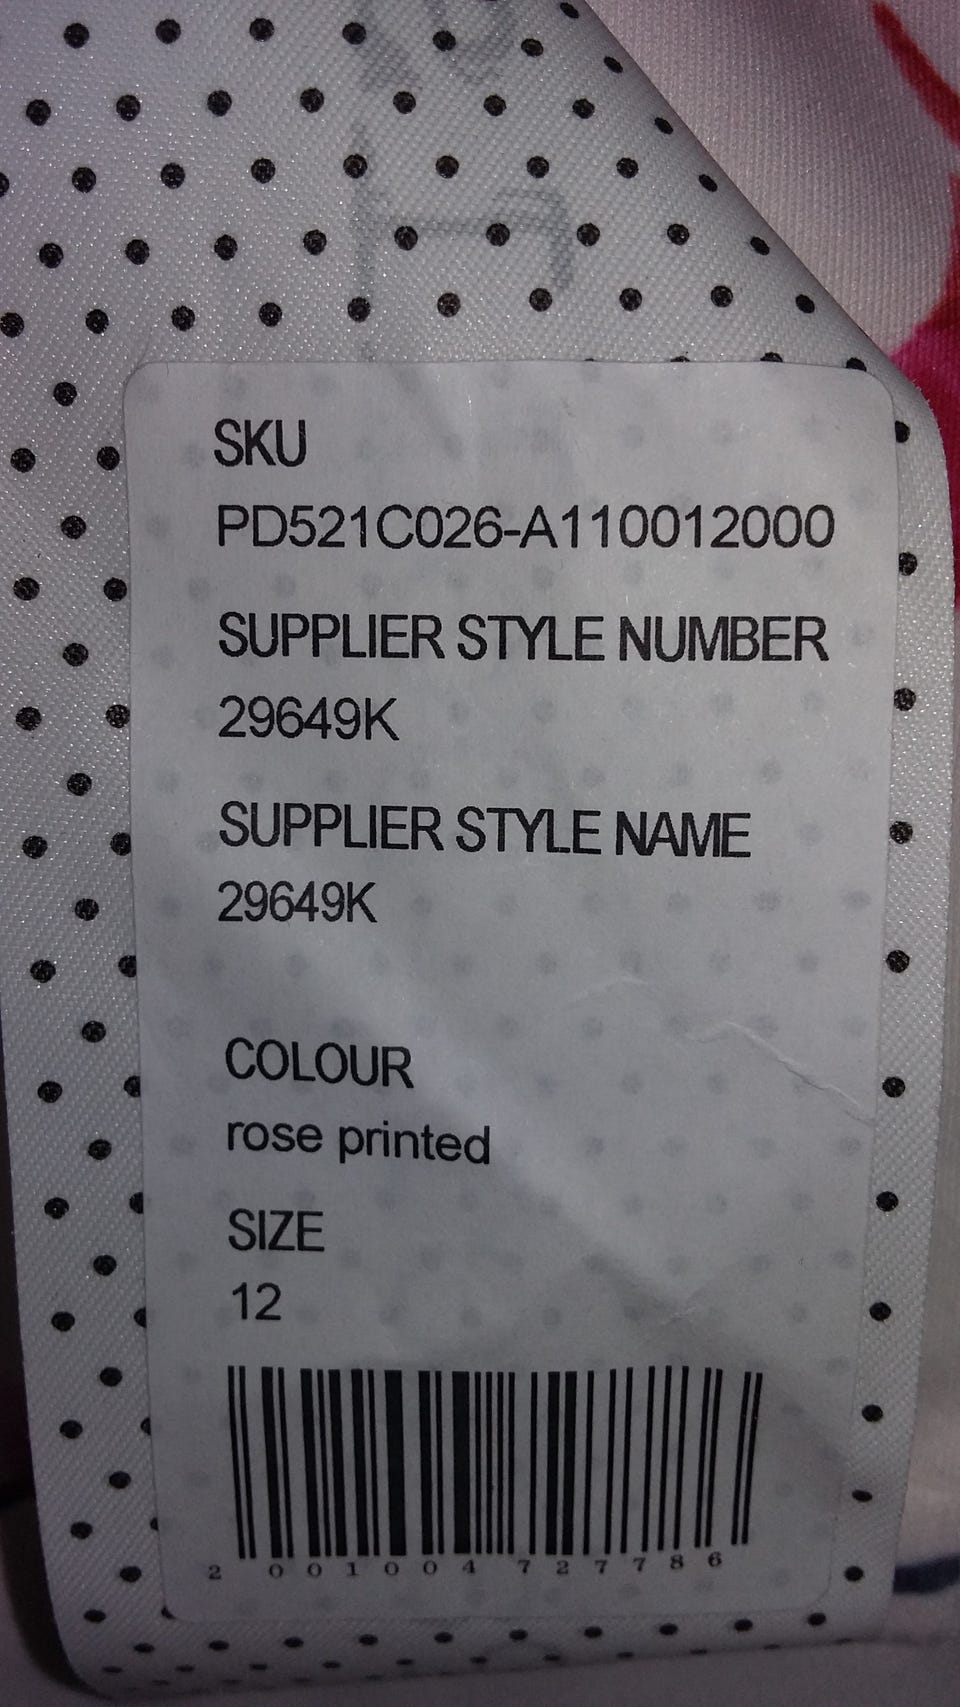 SKU
PD521C026-A110012000
SUPPLIER STYLE NUMBER
29649K
SUPPLIER STYLE NAME
29649K
COLOUR
rose printed
SIZE
12
2 001004 727786